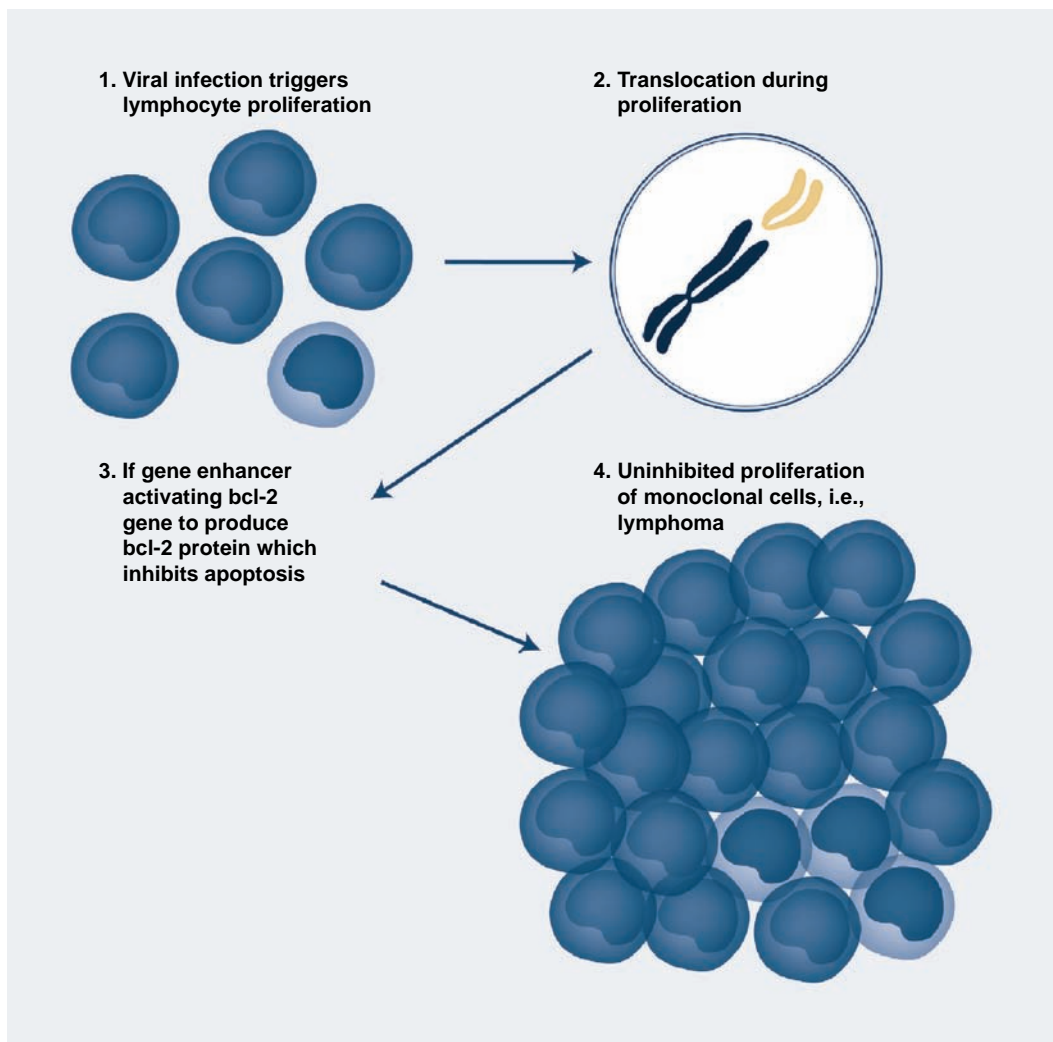 1. Viral infection triggers
lymphocyte proliferation
2. Translocation during
proliferation
3. If gene enhancer
activating bcl-2
gene to produce
bcl-2 protein which
inhibits apoptosis
4. Uninhibited proliferation
of monoclonal cells, i.e.,
lymphoma